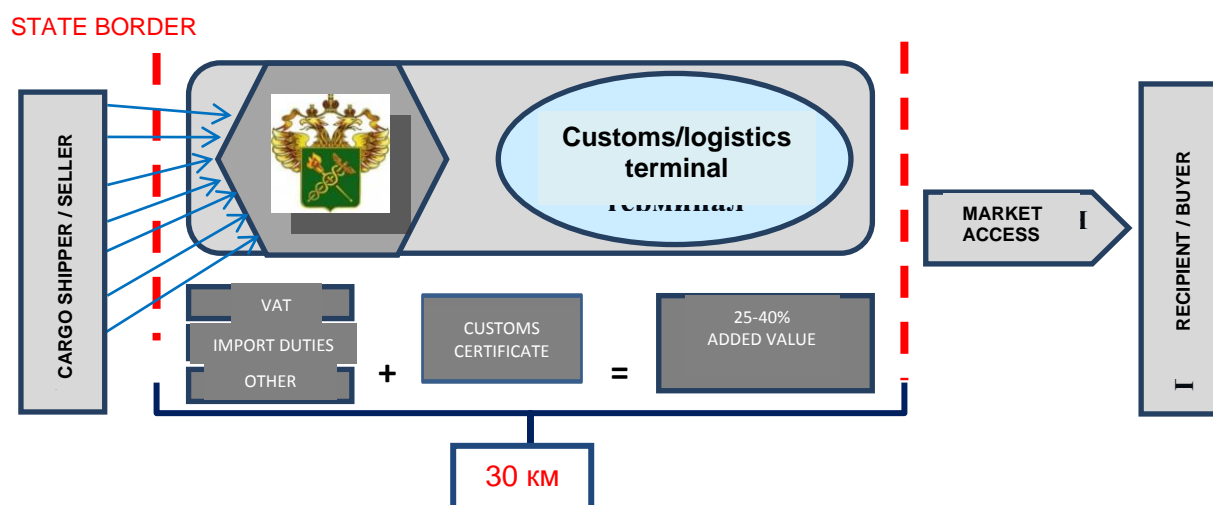 STATE BORDER
CARGO SHIPPER / SELLER
Customs/logistics
terminal
MARKET
ACCESS
RECIPIENT / BUYER
VAT
IMPORT DUTIES
OTHER
+
CUSTOMS
CERTIFICATE
=
25-40%
ADDED VALUE
30 км